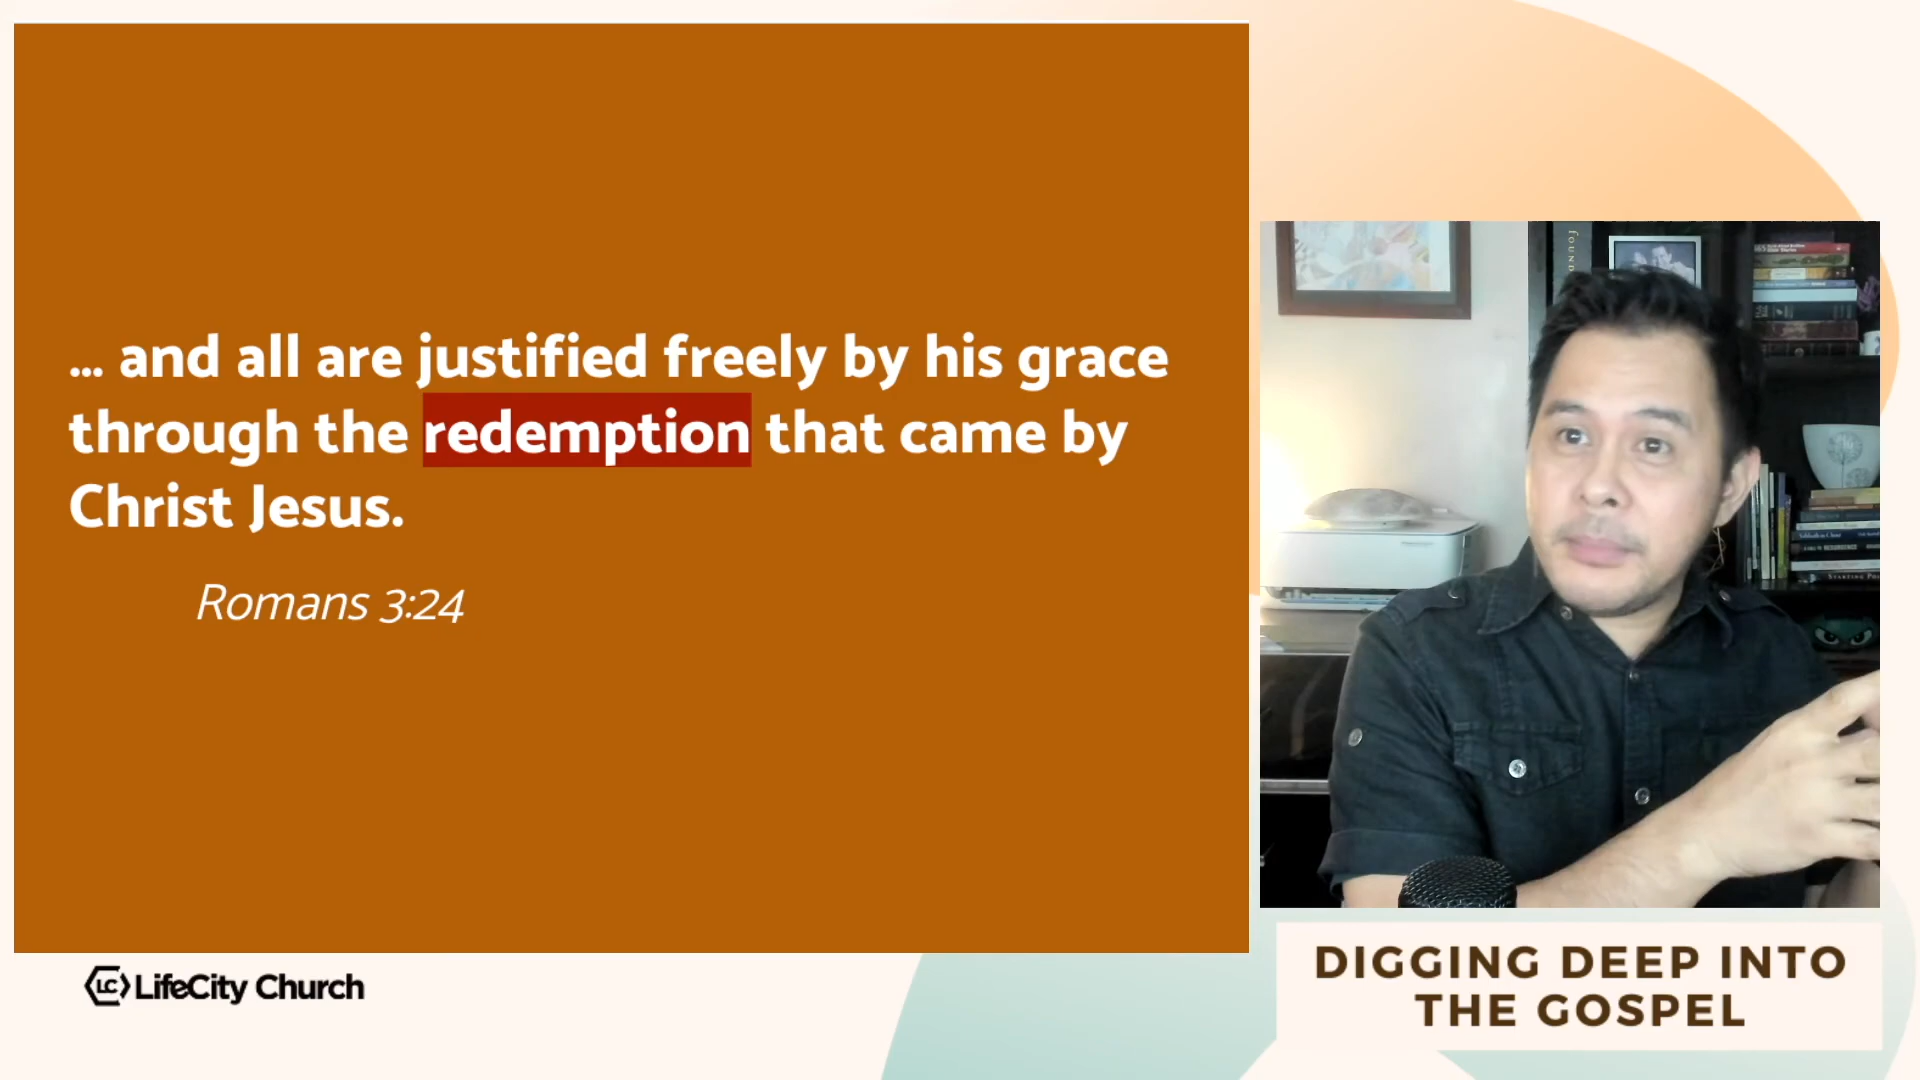 ... and all are justified freely by his grace
through the redemption that came by
Christ Jesus.
Romans 3:24
LC LifeCity Church
DIGGING DEEP INTO
THE GOSPEL